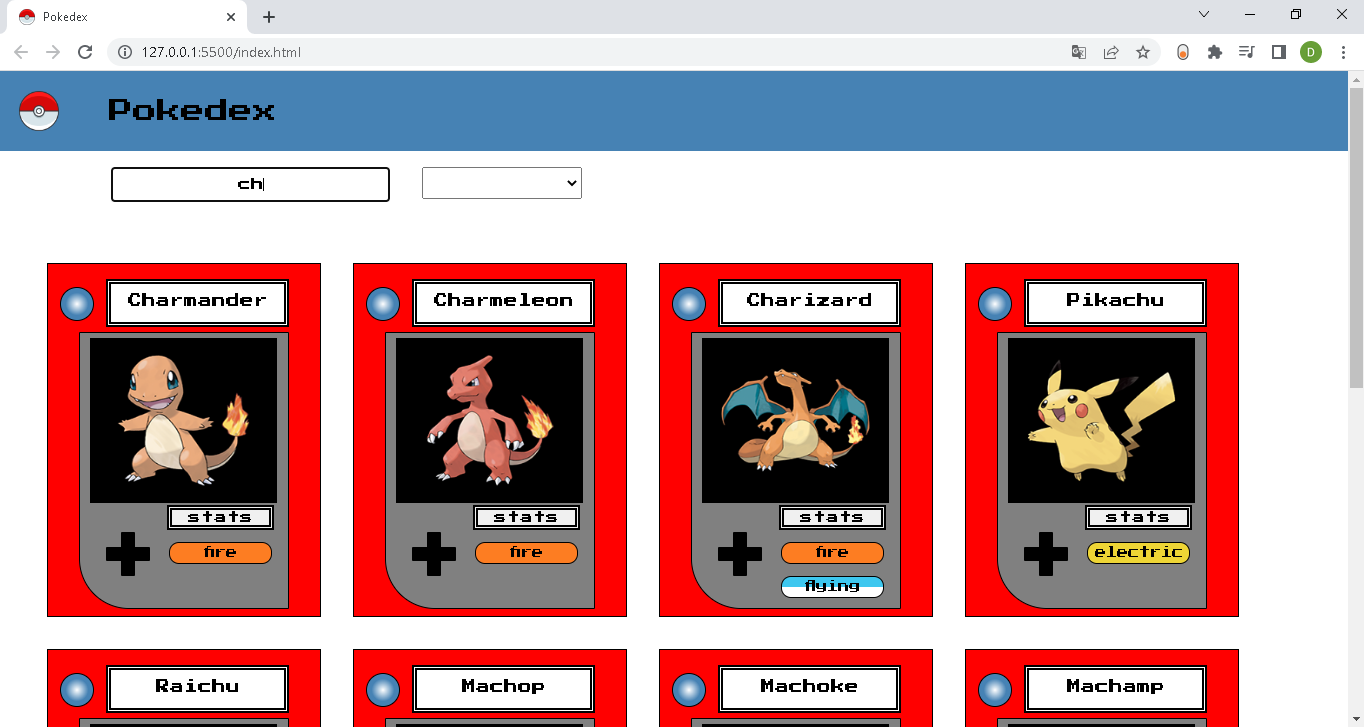 Pokedex
127.0.0.1:5500/index.html
D
Pokedex
ch
Charmander
Charmeleon
Charizard
Pikachu
stats
stats
stats
stats
fire
fire
fire
electric
flying
Raichu
Machop
Machoke
Machamp